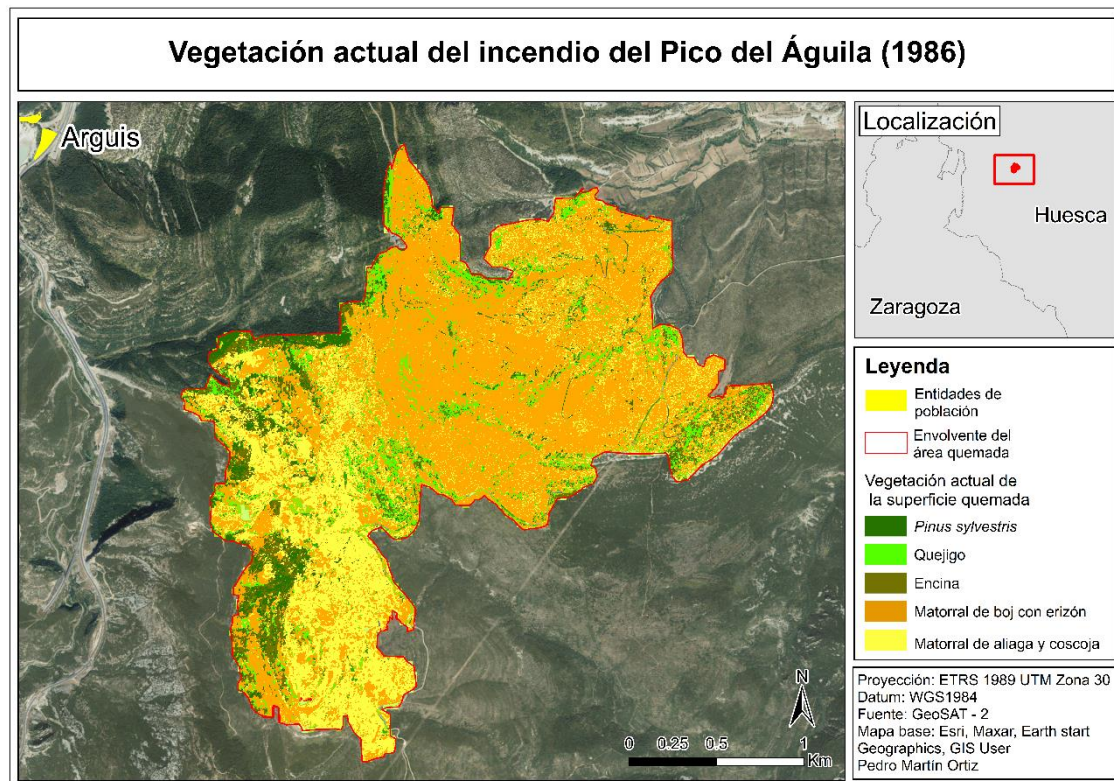 Vegetación actual del incendio del Pico del Águila (1986)
Arguis
Localización
Huesca
Zaragoza
Leyenda
Entidades de
población
Envolvente del
área quemada
Vegetación actual de
la superficie quemada
Pinus sylvestris
Quejigo
Encina
Matorral de boj con erizón
Matorral de aliaga y coscoja
N
0 0.25 0.5 1
Km
Proyección: ETRS 1989 UTM Zona 30
Datum: WGS1984
Fuente: GeoSAT - 2
Mapa base: Esri, Maxar, Earth start
Geographics, GIS User
Pedro Martín Ortiz